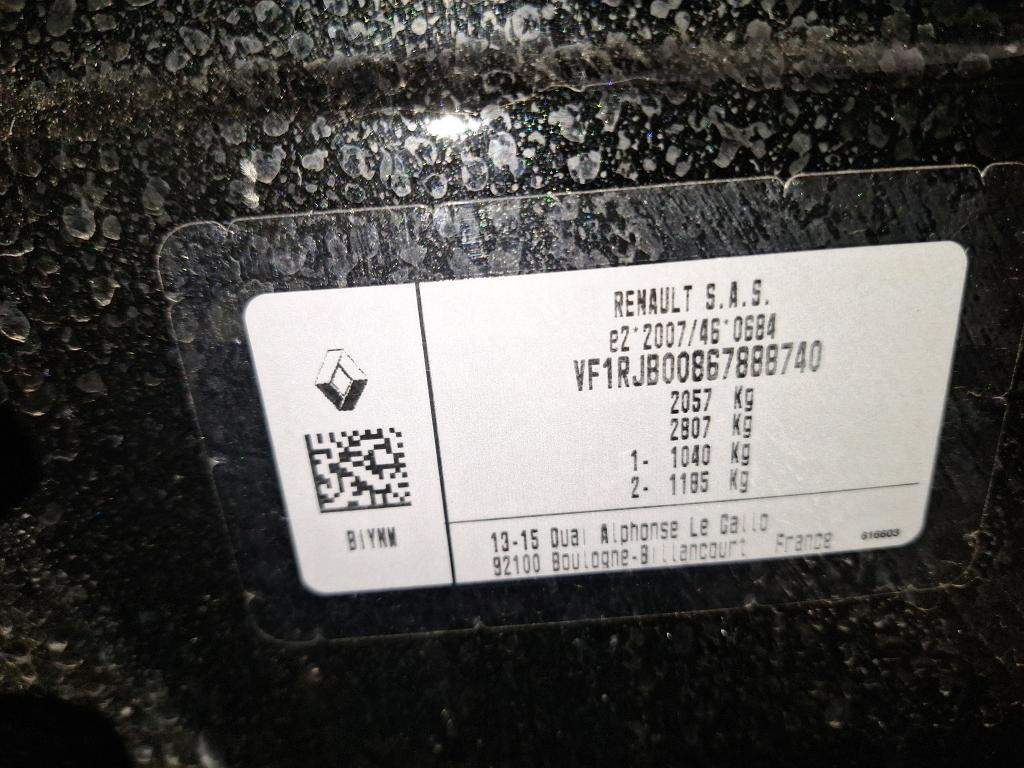 RENAULT S.A.S.
e2*2007/46*0684
VF1RJB00867888740
2057 Kg
2807 Kg
1- 1040 Kg
2- 1185 Kg
BIYNM
13-15 Quai Alphonse Le Gallo
92100 Boulogne-Billancourt France
616603